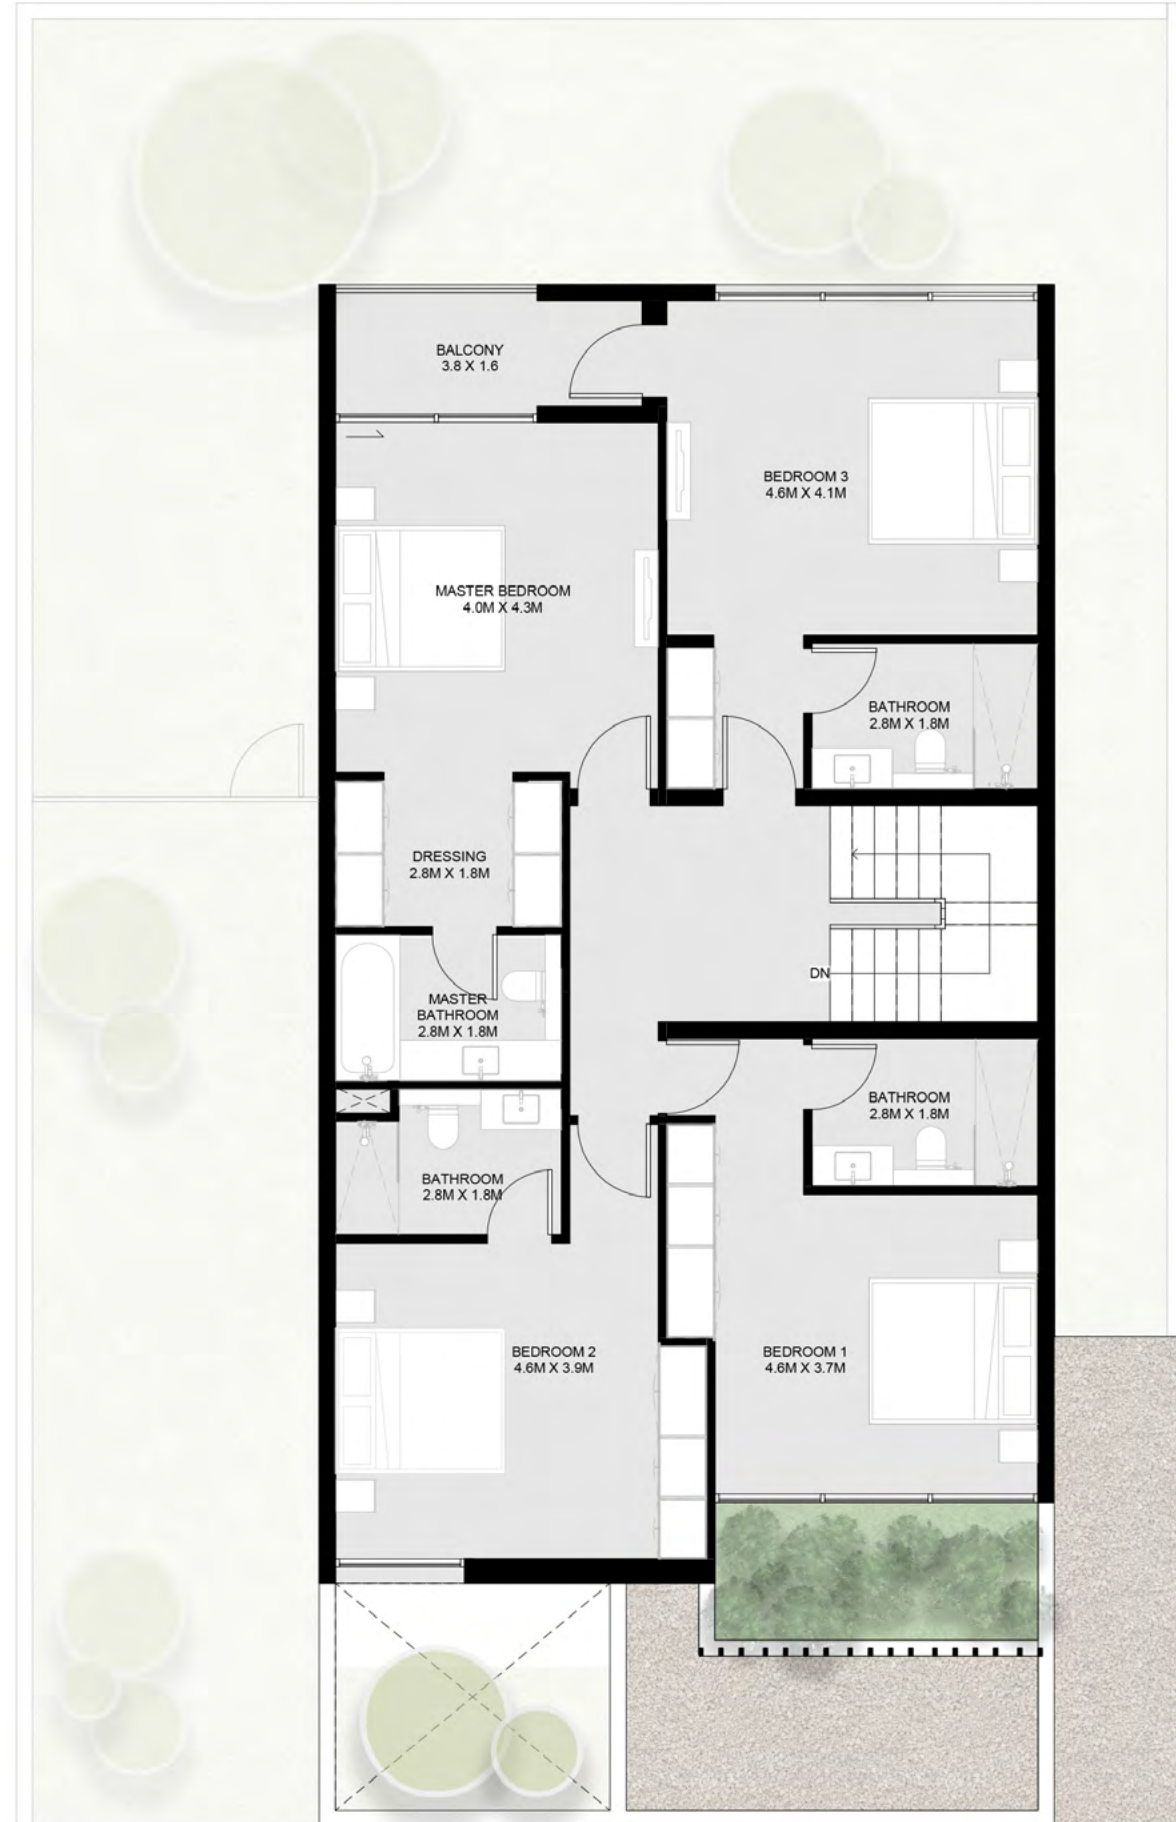 BALCONY
3.8 X 1.6
BEDROOM 3
4.6M X 4.1M
MASTER BEDROOM
4.0M X 4.3M
BATHROOM
2.8M X 1.8M
DRESSING
2.8M X 1.8M
DN
MASTER
BATHROOM
2.8M X 1.8M
BATHROOM
2.8M X 1.8M
BATHROOM
2.8M X 1.8M
BEDROOM 2
4.6M X 3.9M
BEDROOM 1
4.6M X 3.7M